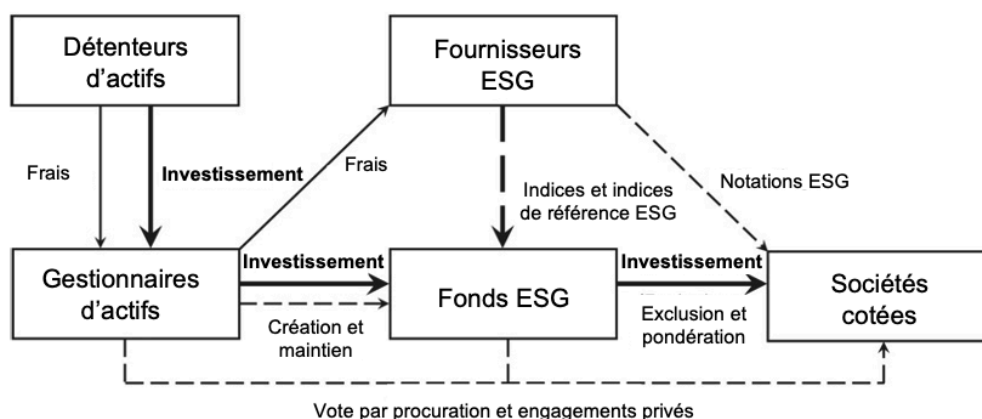 Détenteurs
d'actifs
Fournisseurs
ESG
Frais
Investissement
Frais
Notations ESG
Indices et indices
de référence ESG
Gestionnaires
d'actifs
Investissement
Création et
maintien
Fonds ESG
Investissement
Exclusion et
pondération
Sociétés
cotées
Vote par procuration et engagements privés